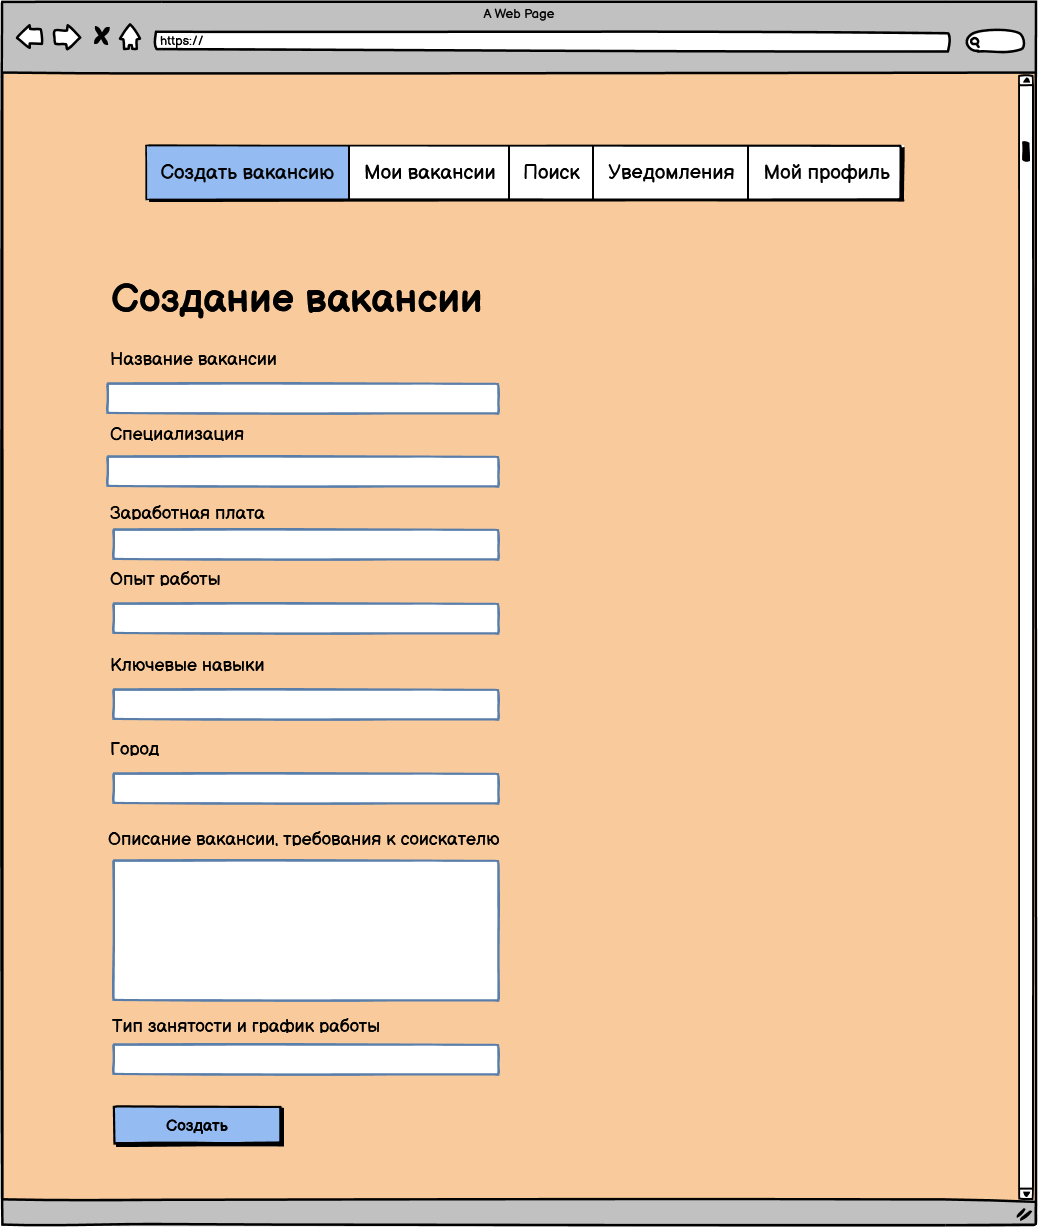 A Web Page
https://
Создать вакансию Мои вакансии Поиск Уведомления Мой профиль
Создание вакансии
Название вакансии
Специализация
Заработная плата
Опыт работы
Ключевые навыки
Город
Описание вакансии, требования к соискателю
Тип занятости и график работы
Создать